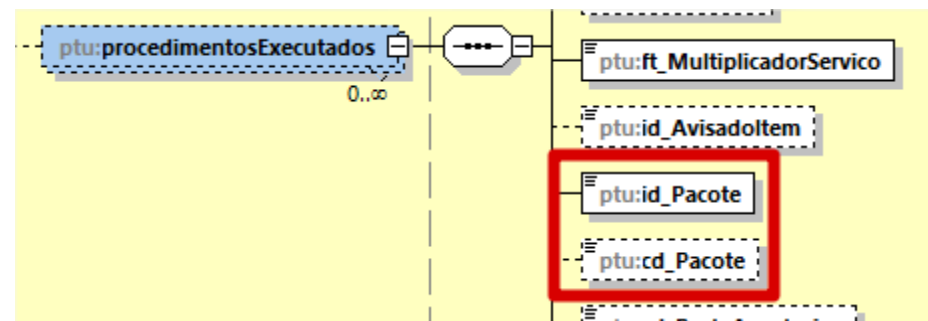 ptu:procedimentosExecutados
0..∞
ptu:ft_MultiplicadorServico
ptu:id_AvisadoItem
ptu:id_Pacote
ptu:cd_Pacote